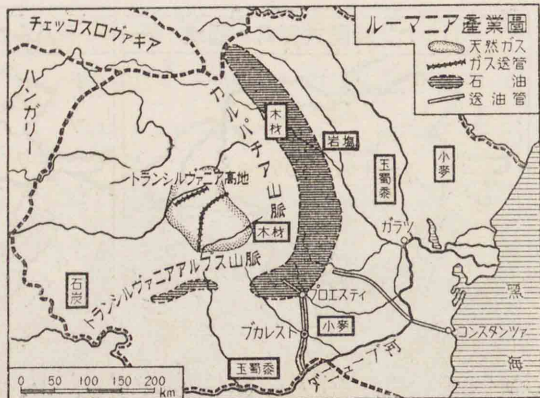 ルーマニア産業圖
天然ガス
ガス送管
石油
送油管
チェッコスロヴァキア
ハンガリー
カルパチア山脈
木材
岩塩
玉蜀黍
小麥
トランシルヴァニア高地
木材
ガラツ
トランシルヴァニアアルプス山脈
石炭
プロエスティ
黑海
ブカレスト
小麥
コンスタンツァ
玉蜀黍
ダニューブ河
0 50 100 150 200
km